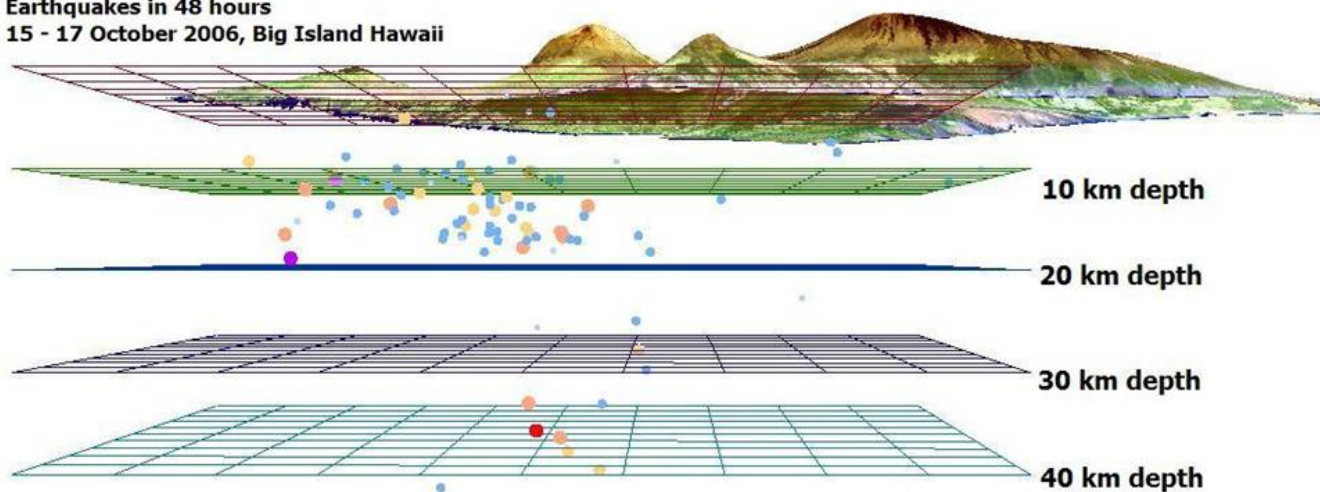 Earthquakes in 48 hours
15 - 17 October 2006, Big Island Hawaii
10 km depth
20 km depth
30 km depth
40 km depth